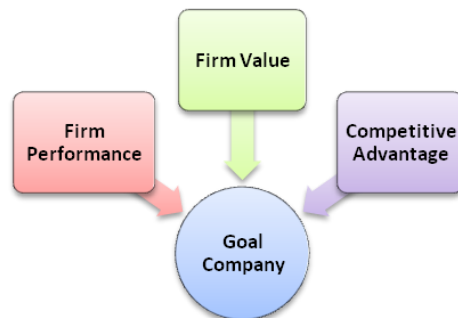 Firm Value
Firm
Performance
Competitive
Advantage
Goal
Company